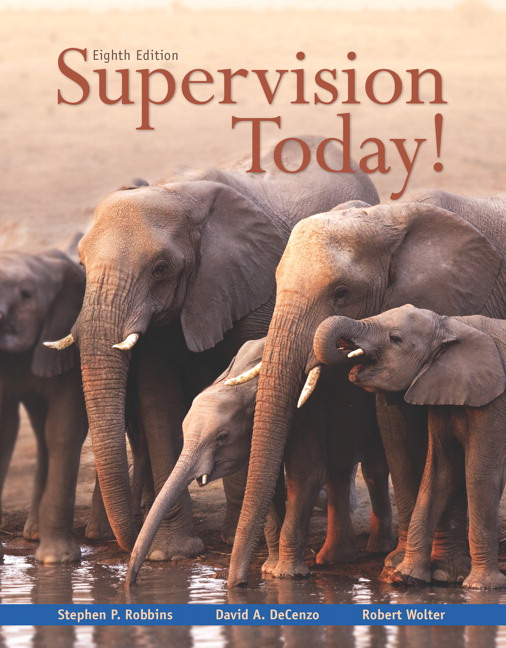 Eighth Edition
Supervision
Today!
Stephen P. Robbins David A. DeCenzo Robert Wolter